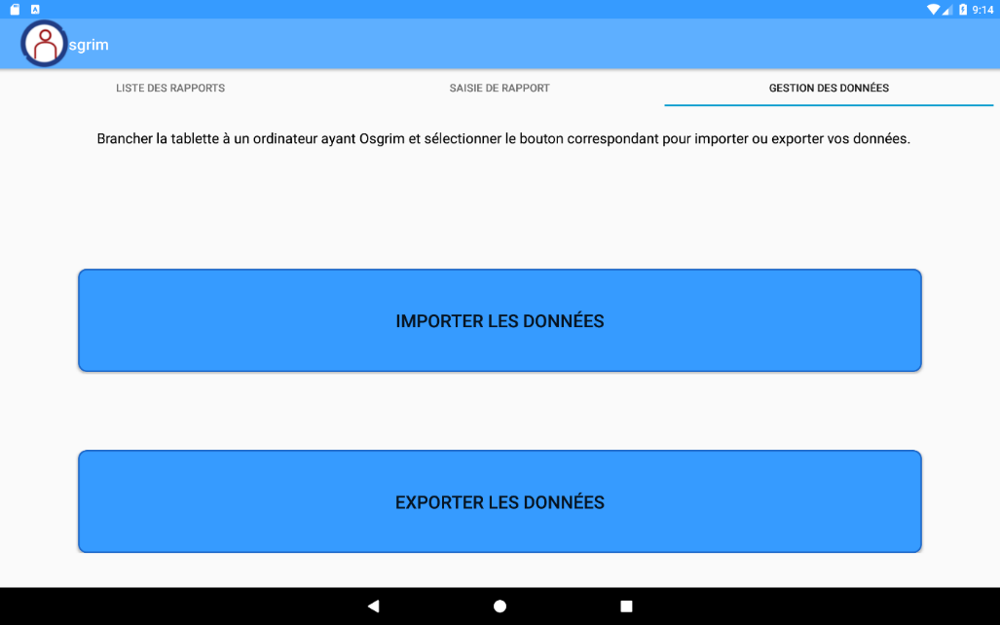 9:14
sgrim
LISTE DES RAPPORTS
SAISIE DE RAPPORT
GESTION DES DONNÉES
Brancher la tablette à un ordinateur ayant Osgrim et sélectionner le bouton correspondant pour importer ou exporter vos données.
IMPORTER LES DONNÉES
EXPORTER LES DONNÉES